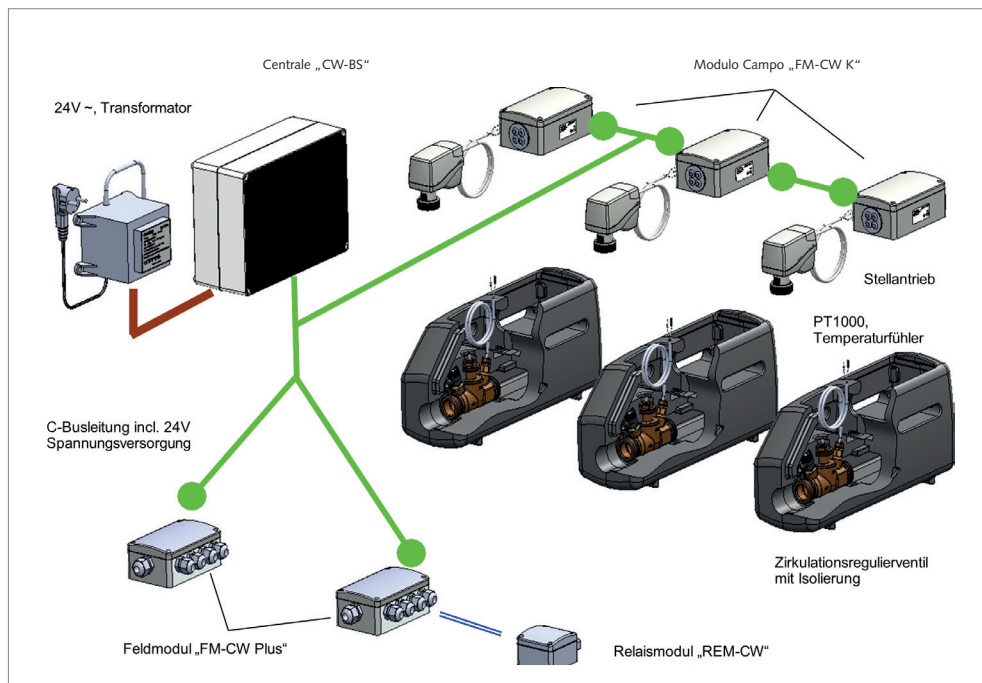 Centrale „CW-BS“
Modulo Campo „FM-CW K“
24V ~, Transformator
Stellantrieb
PT1000,
Temperaturfühler
C-Busleitung incl. 24V
Spannungsversorgung
Zirkulationsregulierventil
mit Isolierung
Feldmodul „FM-CW Plus“
Relaismodul „REM-CW“